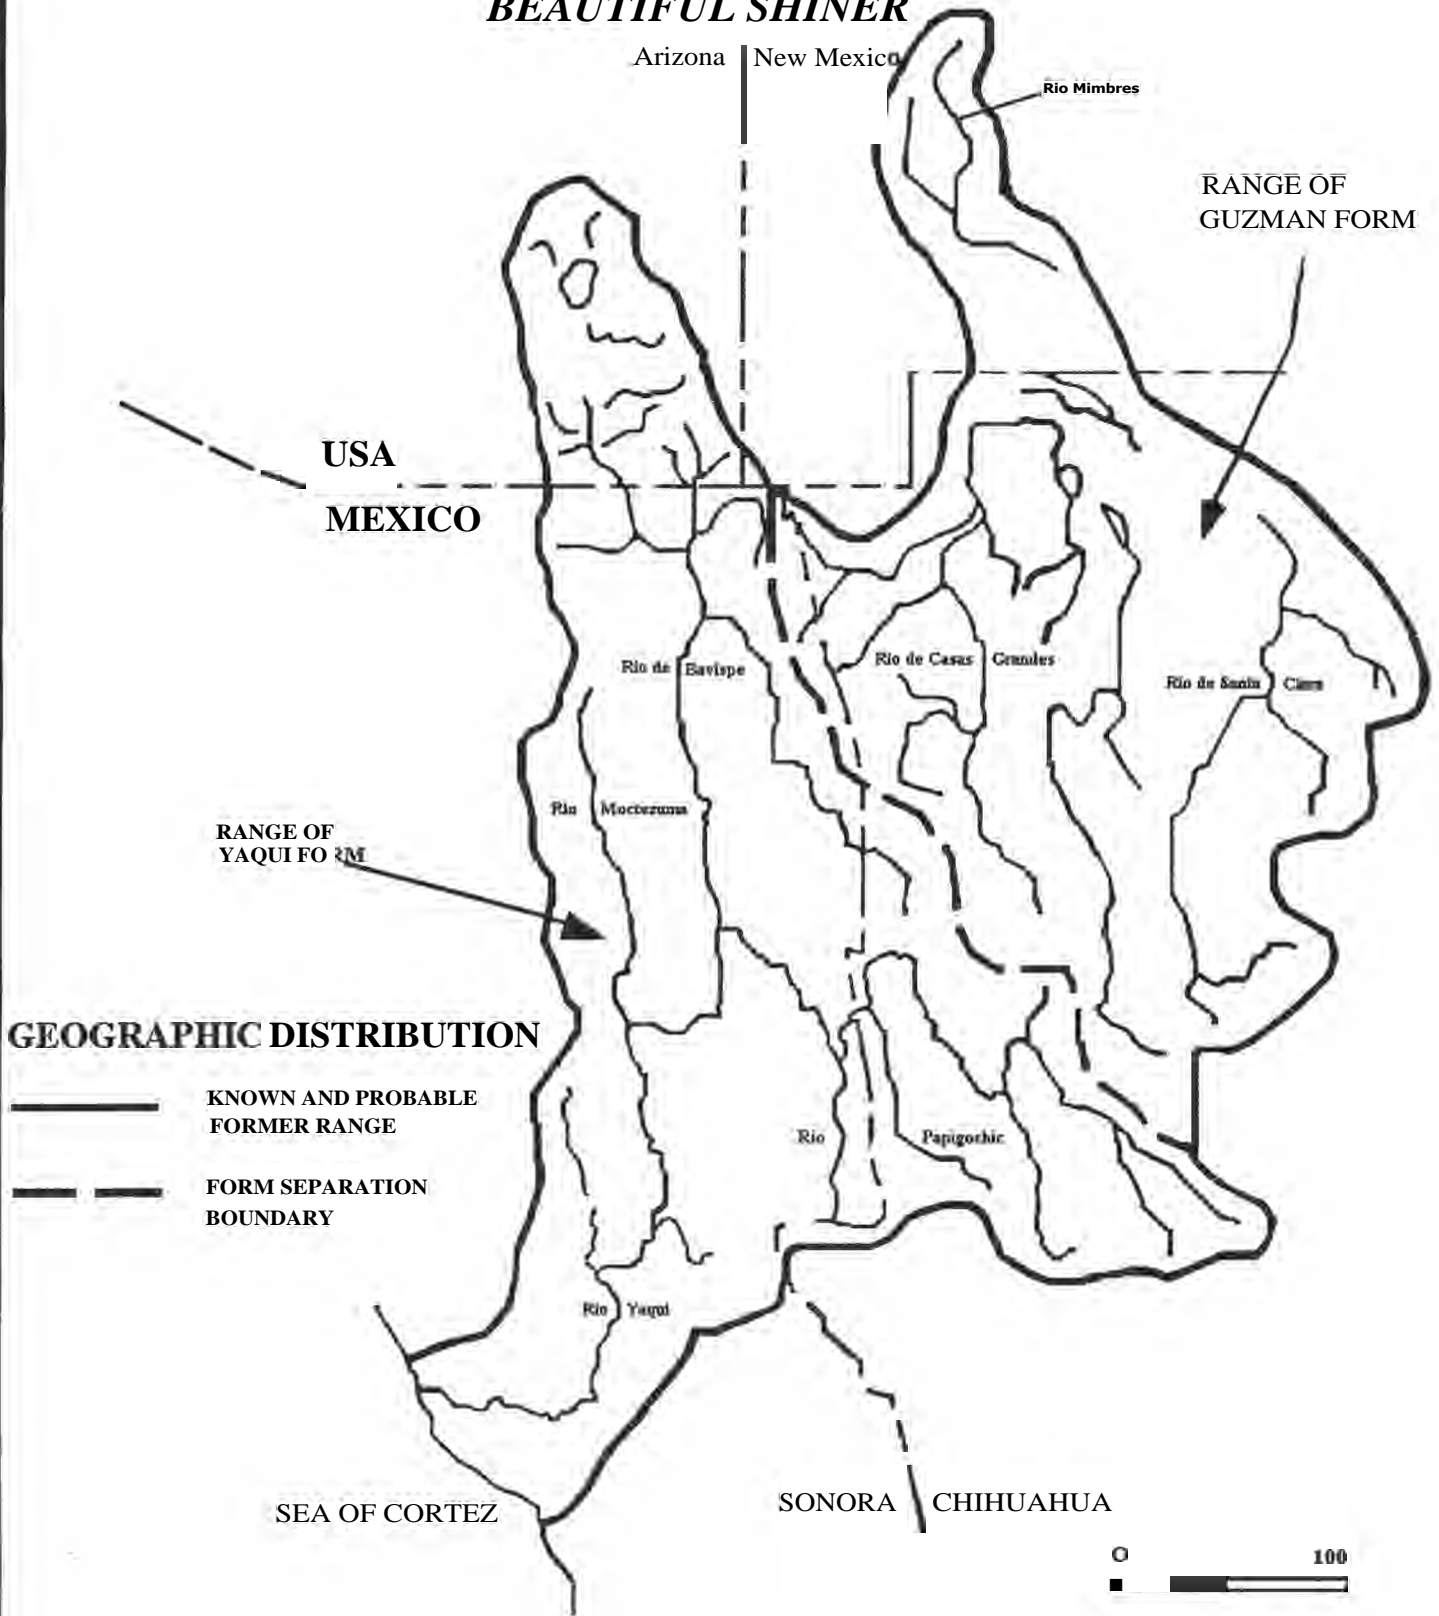 BEAUTIFUL SHINER
Arizona New Mexico
Rio Mimbres
RANGE OF
GUZMAN FORM
USA
MEXICO
Rio de Bavispe
Rio de Casas Grandes
Rio de Santa Clara
Rio Moctezuma
RANGE OF
YAQUI FORM
GEOGRAPHIC DISTRIBUTION
KNOWN AND PROBABLE
FORMER RANGE
FORM SEPARATION
BOUNDARY
Rio Papigochic
Rio Yaqui
SEA OF CORTEZ
SONORA CHIHUAHUA
0 100